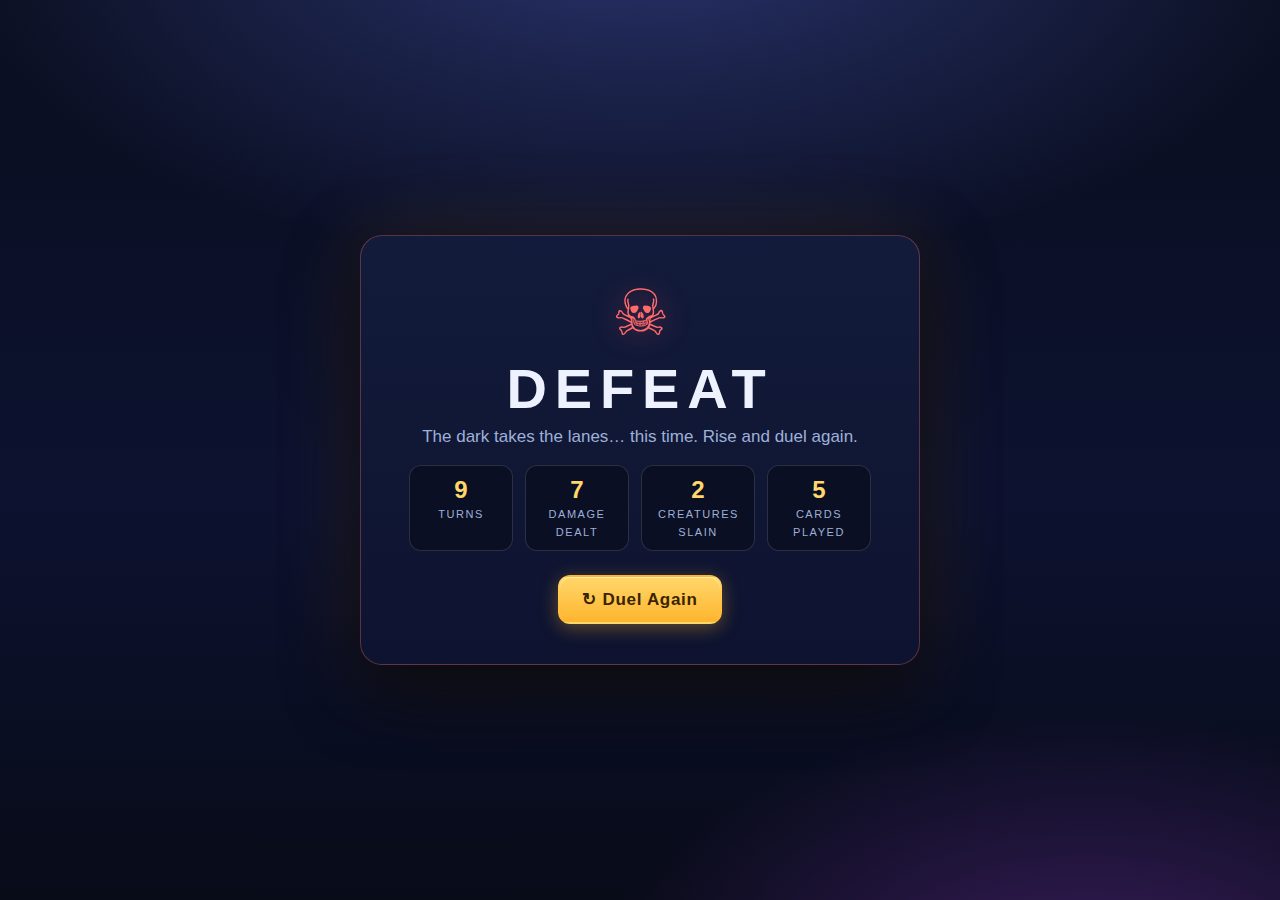 DEFEAT
The dark takes the lanes… this time. Rise and duel again.
9
TURNS
7
DAMAGE
DEALT
2
CREATURES
SLAIN
5
CARDS
PLAYED
↻ Duel Again